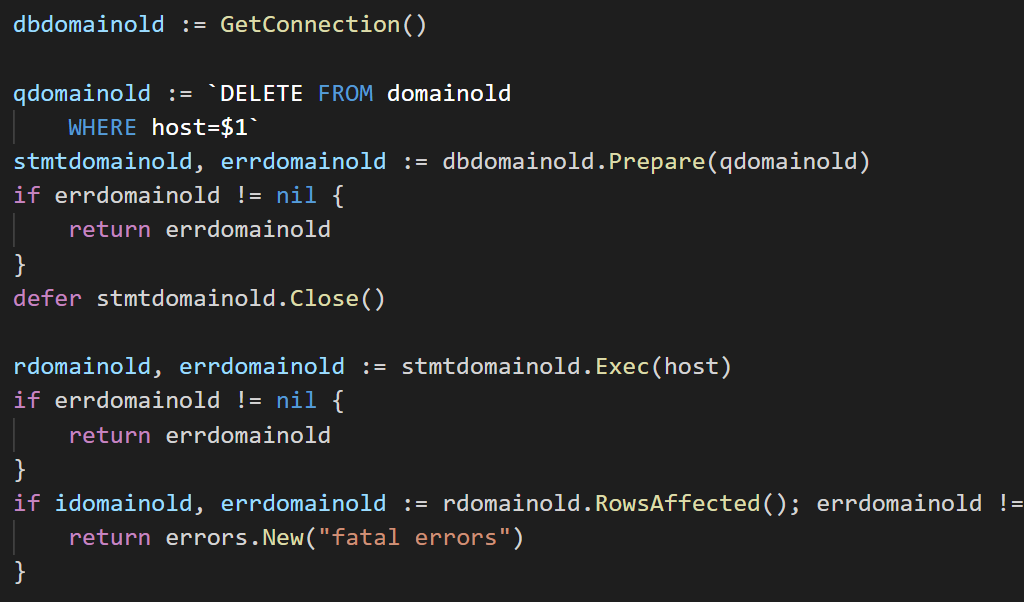 dbdomainold := GetConnection()
qdomainold := `DELETE FROM domainold
WHERE host=$1`
stmtdomainold, errdomainold := dbdomainold.Prepare(qdomainold)
if errdomainold != nil {
return errdomainold
}
defer stmtdomainold.Close()
rdomainold, errdomainold := stmtdomainold.Exec(host)
if errdomainold != nil {
return errdomainold
}
if idomainold, errdomainold := rdomainold.RowsAffected(); errdomainold !=
return errors.New("fatal errors")
}